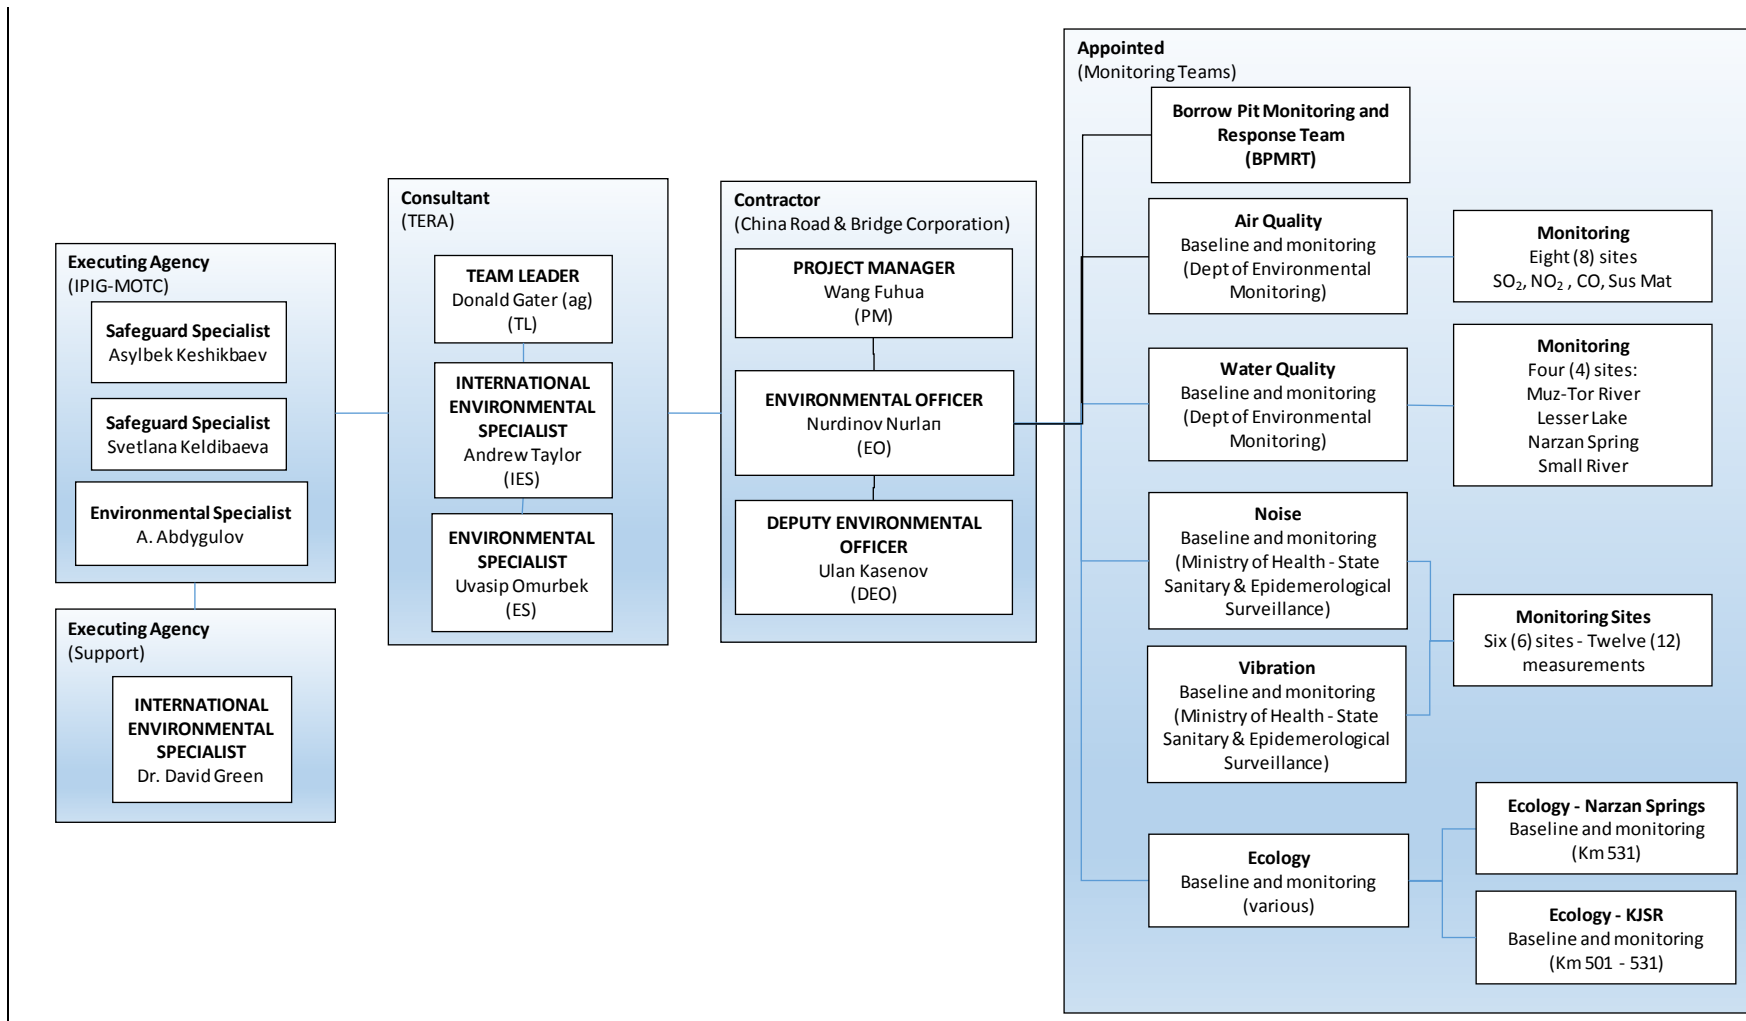 Executing Agency
(IPIG-MOTC)
Safeguard Specialist
Asylbek Keshikbaev
Safeguard Specialist
Svetlana Keldibaeva
Environmental Specialist
A. Abdygulov
Executing Agency
(Support)
INTERNATIONAL
ENVIRONMENTAL
SPECIALIST
Dr. David Green
Consultant
(TERA)
TEAM LEADER
Donald Gater (ag)
(TL)
INTERNATIONAL
ENVIRONMENTAL
SPECIALIST
Andrew Taylor
(IES)
ENVIRONMENTAL
SPECIALIST
Uvasip Omurbek
(ES)
Contractor
(China Road & Bridge Corporation)
PROJECT MANAGER
Wang Fuhua
(PM)
ENVIRONMENTAL OFFICER
Nurdinov Nurlaп
(EO)
DEPUTY ENVIRONMENTAL
OFFICER
Ulan Kasenov
(DEO)
Appointed
(Monitoring Teams)
Borrow Pit Monitoring and
Response Team
(BPMRT)
Air Quality
Baseline and monitoring
(Dept of Environmental
Monitoring)
Monitoring
Eight (8) sites
SO₂, NO₂ , CO, Sus Mat
Water Quality
Baseline and monitoring
(Dept of Environmental
Monitoring)
Monitoring
Four (4) sites:
Muz-Tor River
Lesser Lake
Narzan Spring
Small River
Noise
Baseline and monitoring
(Ministry of Health - State
Sanitary & Epidemerological
Surveillance)
Vibration
Baseline and monitoring
(Ministry of Health - State
Sanitary & Epidemerological
Surveillance)
Monitoring Sites
Six (6) sites - Twelve (12)
measurements
Ecology
Baseline and monitoring
(various)
Ecology - Narzan Springs
Baseline and monitoring
(Km 531)
Ecology - KJSR
Baseline and monitoring
(Km 501 - 531)